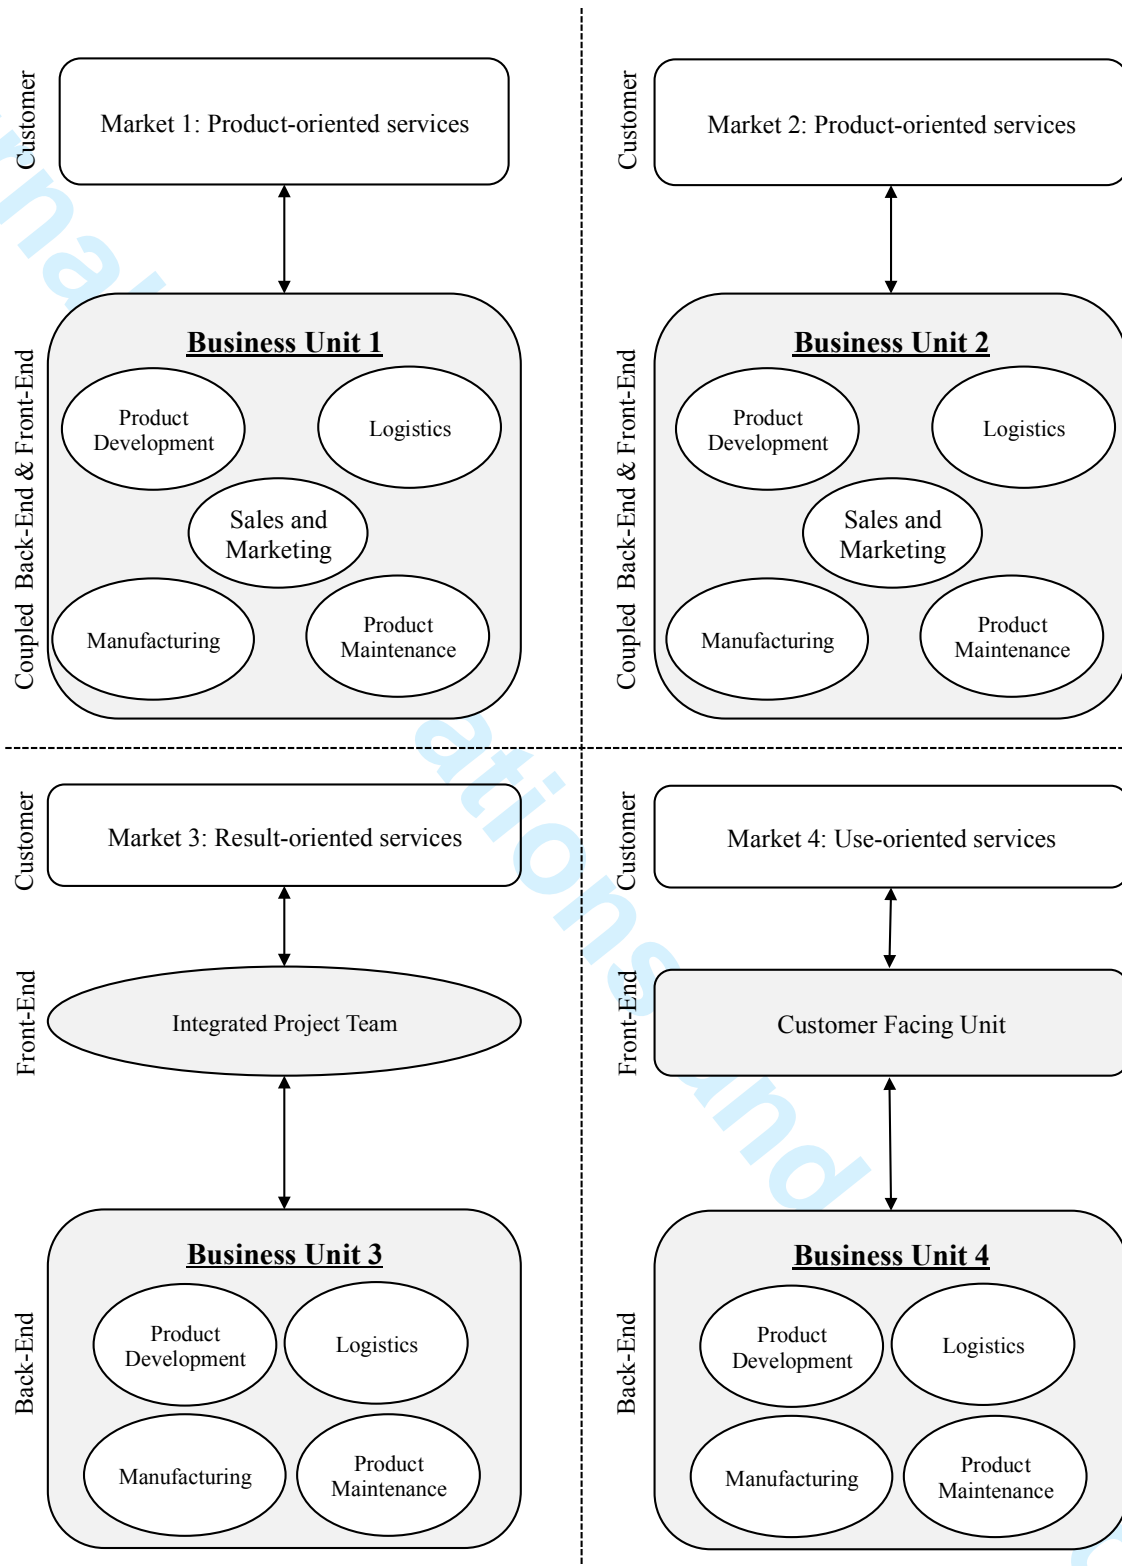 Customer
Market 1: Product-oriented services
Coupled Back-End & Front-End
Business Unit 1
Product
Development
Logistics
Sales and
Marketing
Manufacturing
Product
Maintenance
Customer
Market 2: Product-oriented services
Coupled Back-End & Front-End
Business Unit 2
Product
Development
Logistics
Sales and
Marketing
Manufacturing
Product
Maintenance
Customer
Market 3: Result-oriented services
Front-End
Integrated Project Team
Back-End
Business Unit 3
Product
Development
Logistics
Manufacturing
Product
Maintenance
Customer
Market 4: Use-oriented services
Front-End
Customer Facing Unit
Back-End
Business Unit 4
Product
Development
Logistics
Manufacturing
Product
Maintenance